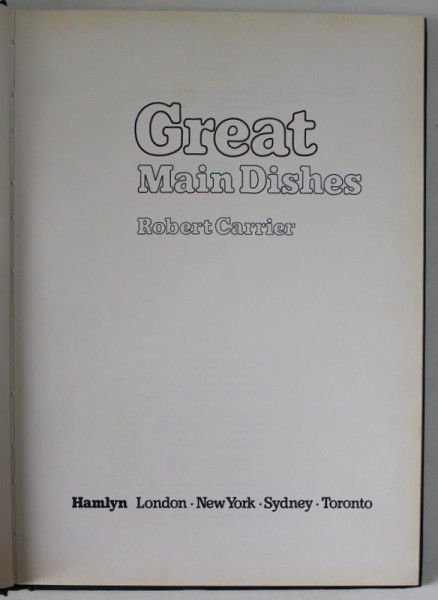 Great
Main Dishes
Robert Carrier
Hamlyn London · New York · Sydney · Toronto